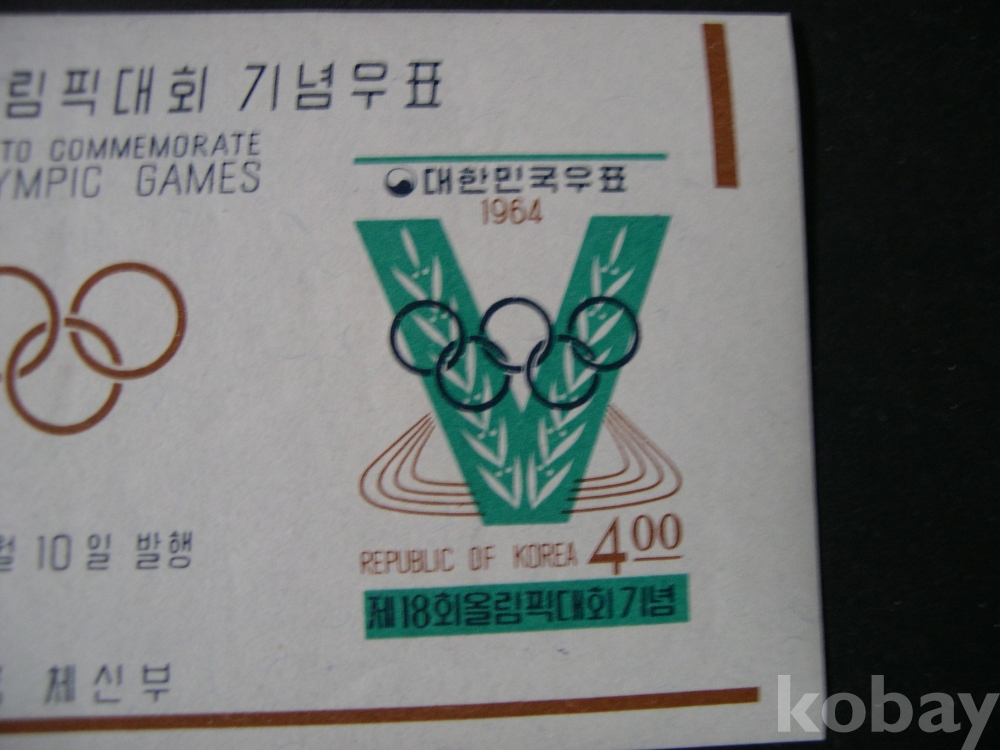 림픽대회 기념우표
TO COMMEMORATE
YMPIC GAMES
대한민국우표
1964
REPUBLIC OF KOREA 4.00
제18회올림픽대회기념
월 10일 발행
체신부
kobay